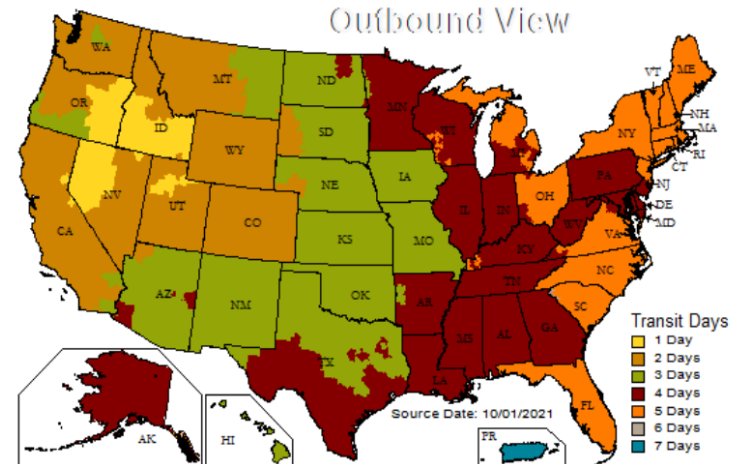 Outbound View
WA
MT
ND
MN
VT
ME
OR
ID
SD
WI
MI
NY
NH
MA
WY
RI
CT
NE
IA
PA
NJ
NV
UT
CO
IL
IN
OH
DE
MD
CA
KS
MO
WV
VA
KY
NC
AZ
NM
OK
AR
TN
SC
MS
AL
GA
TX
LA
FL
Transit Days
1 Day
2 Days
3 Days
4 Days
5 Days
6 Days
7 Days
Source Date: 10/01/2021
AK
HI
PR